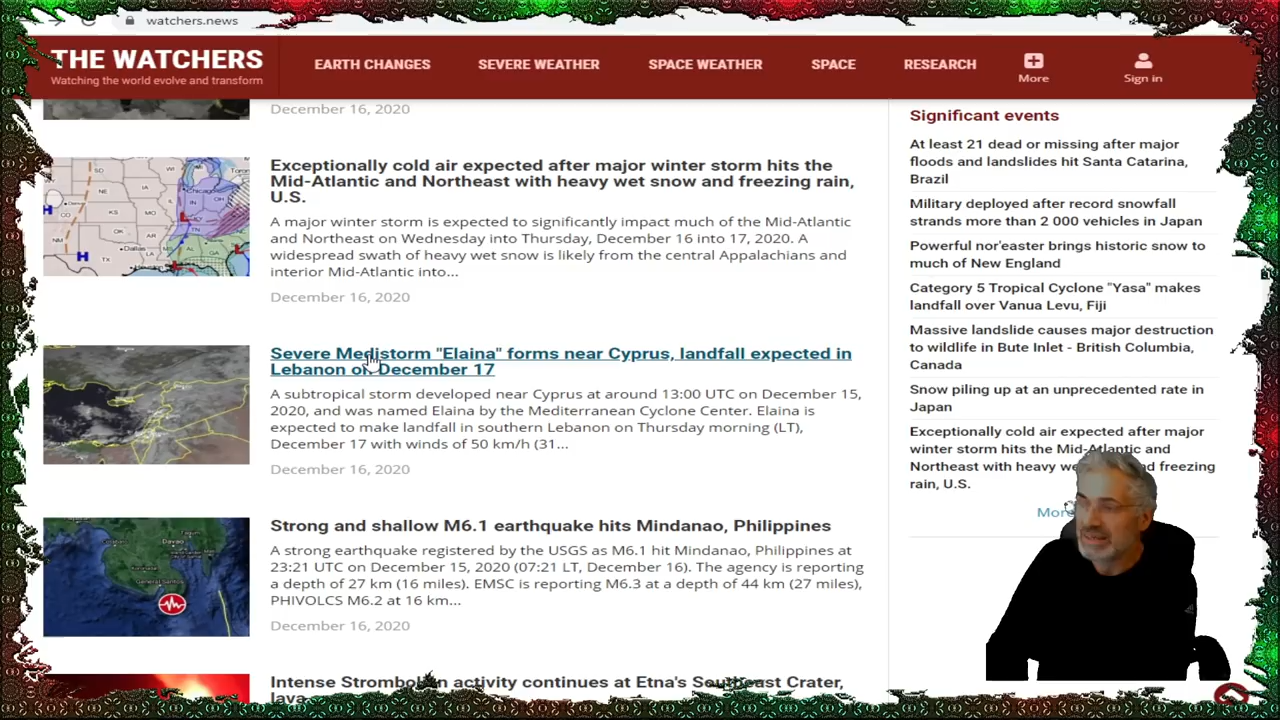 watchers.news
THE WATCHERS
Watching the world evolve and transform
EARTH CHANGES
SEVERE WEATHER
SPACE WEATHER
SPACE
RESEARCH
More
Sign in
December 16, 2020
Exceptionally cold air expected after major winter storm hits the
Mid-Atlantic and Northeast with heavy wet snow and freezing rain,
U.S.
A major winter storm is expected to significantly impact much of the Mid-Atlantic
and Northeast on Wednesday into Thursday, December 16 into 17, 2020. A
widespread swath of heavy wet snow is likely from the central Appalachians and
interior Mid-Atlantic into...
December 16, 2020
Severe Medistorm "Elaina" forms near Cyprus, landfall expected in
Lebanon on December 17
A subtropical storm developed near Cyprus at around 13:00 UTC on December 15,
2020, and was named Elaina by the Mediterranean Cyclone Center. Elaina is
expected to make landfall in southern Lebanon on Thursday morning (LT),
December 17 with winds of 50 km/h (31...
December 16, 2020
Strong and shallow M6.1 earthquake hits Mindanao, Philippines
A strong earthquake registered by the USGS as M6.1 hit Mindanao, Philippines at
23:21 UTC on December 15, 2020 (07:21 LT, December 16). The agency is reporting
a depth of 27 km (16 miles). EMSC is reporting M6.3 at a depth of 44 km (27 miles),
PHIVOLCS M6.2 at 16 km...
December 16, 2020
Intense Strombolian activity continues at Etna's Southeast Crater,
Significant events
At least 21 dead or missing after major
floods and landslides hit Santa Catarina,
Brazil
Military deployed after record snowfall
strands more than 2 000 vehicles in Japan
Powerful nor'easter brings historic snow to
much of New England
Category 5 Tropical Cyclone "Yasa" makes
landfall over Vanua Levu, Fiji
Massive landslide causes major destruction
to wildlife in Bute Inlet - British Columbia,
Canada
Snow piling up at an unprecedented rate in
Japan
Exceptionally cold air expected after major
winter storm hits the Mid-Atlantic and
Northeast with heavy we d freezing
rain, U.S.
Mor